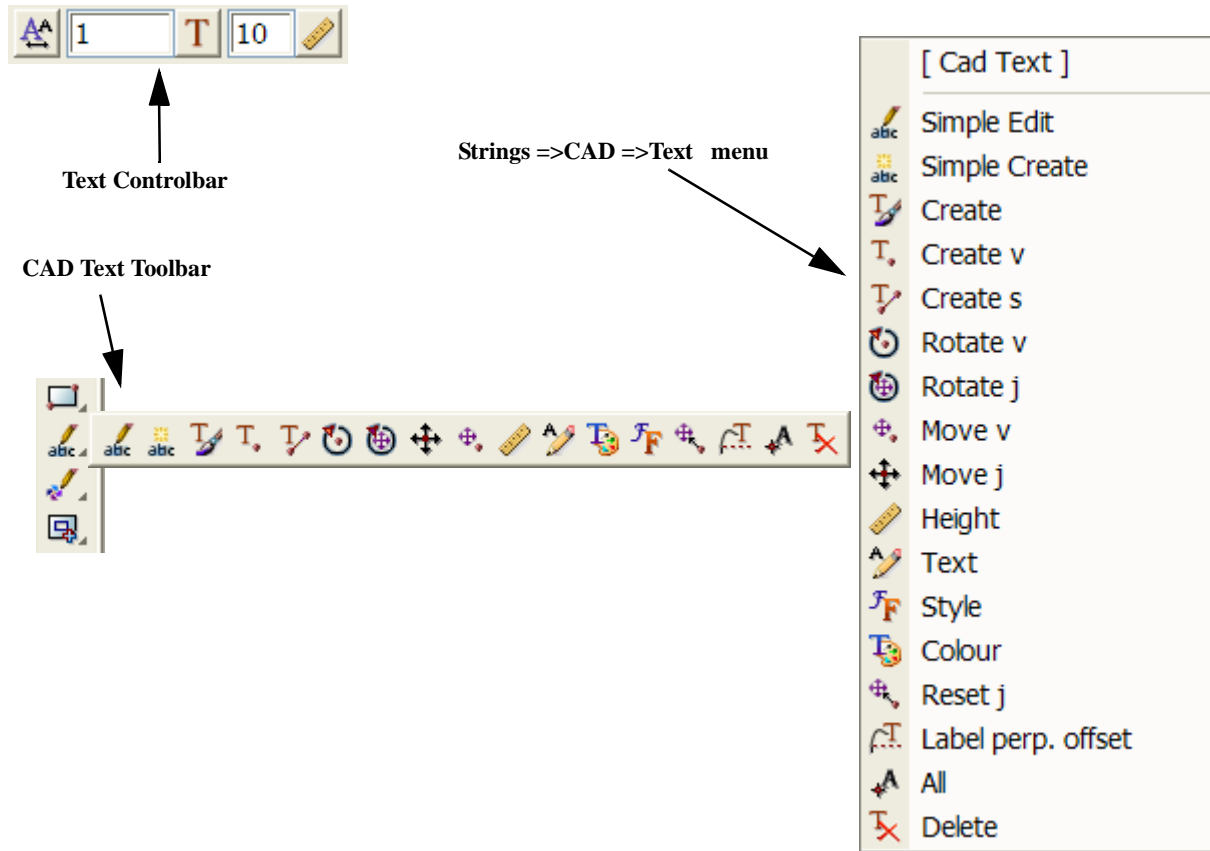 1
10
Text Controlbar
Strings =>CAD =>Text menu
CAD Text Toolbar
[ Cad Text ]
Simple Edit
Simple Create
Create
Create v
Create s
Rotate v
Rotate j
Move v
Move j
Height
Text
Style
Colour
Reset j
Label perp. offset
All
Delete